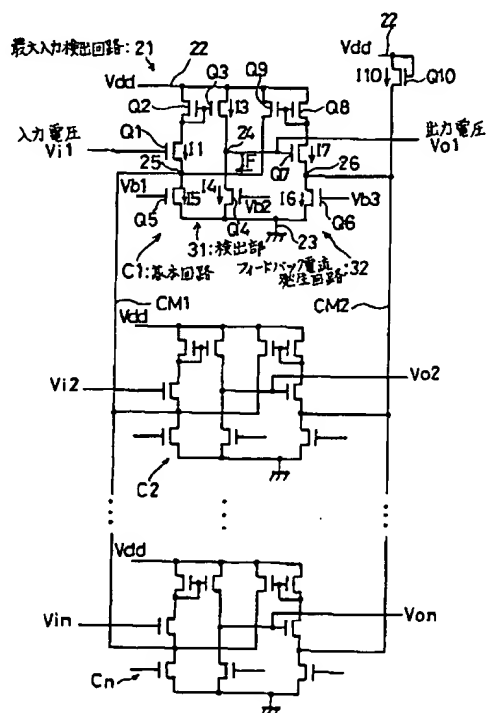 22
Vdd
最大入力検出回路:21
22
Vdd
Q3
Q9
Q2
I3
Q8
I10
Q10
入力電圧
Vi1
Q1
I1
24
出力電圧
Vo1
25
IF
Q7
I7
26
Vb1
I5
I4
Vb2
I6
Vb3
Q5
Q4
Q6
31:検出部
23
C1:基本回路
フィードバック電流
発生回路:32
CM1
CM2
Vdd
Vi2
Vo2
C2
Vdd
Vin
Von
Cn